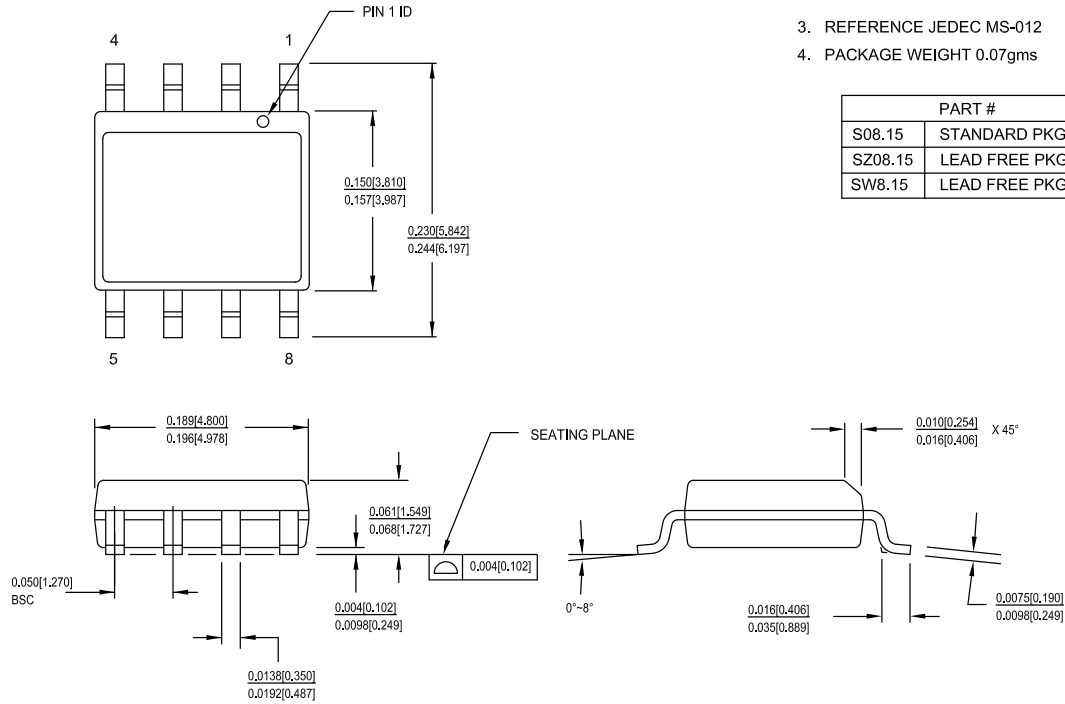 PIN 1 ID
4 1
3. REFERENCE JEDEC MS-012
4. PACKAGE WEIGHT 0.07gms
PART #
S08.15 STANDARD PKG
SZ08.15 LEAD FREE PKG
SW8.15 LEAD FREE PKG
0.150[3.810]
0.157[3.987]
0.230[5.842]
0.244[6.197]
5 8
0.189[4.800]
0.196[4.978]
SEATING PLANE
0.010[0.254]
0.016[0.406]
X 45°
0.061[1.549]
0.068[1.727]
0.004[0.102]
0.050[1.270]
BSC
0.004[0.102]
0.0098[0.249]
0°~8°
0.016[0.406]
0.035[0.889]
0.0075[0.190]
0.0098[0.249]
0.0138[0.350]
0.0192[0.487]